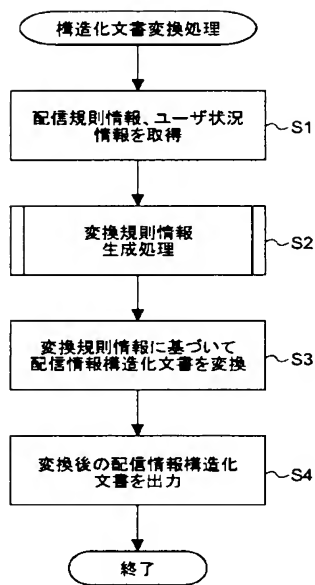 構造化文書変換処理
配信規則情報、ユーザ状況
情報を取得
S1
変換規則情報
生成処理
S2
変換規則情報に基づいて
配信情報構造化文書を変換
S3
変換後の配信情報構造化
文書を出力
S4
終了